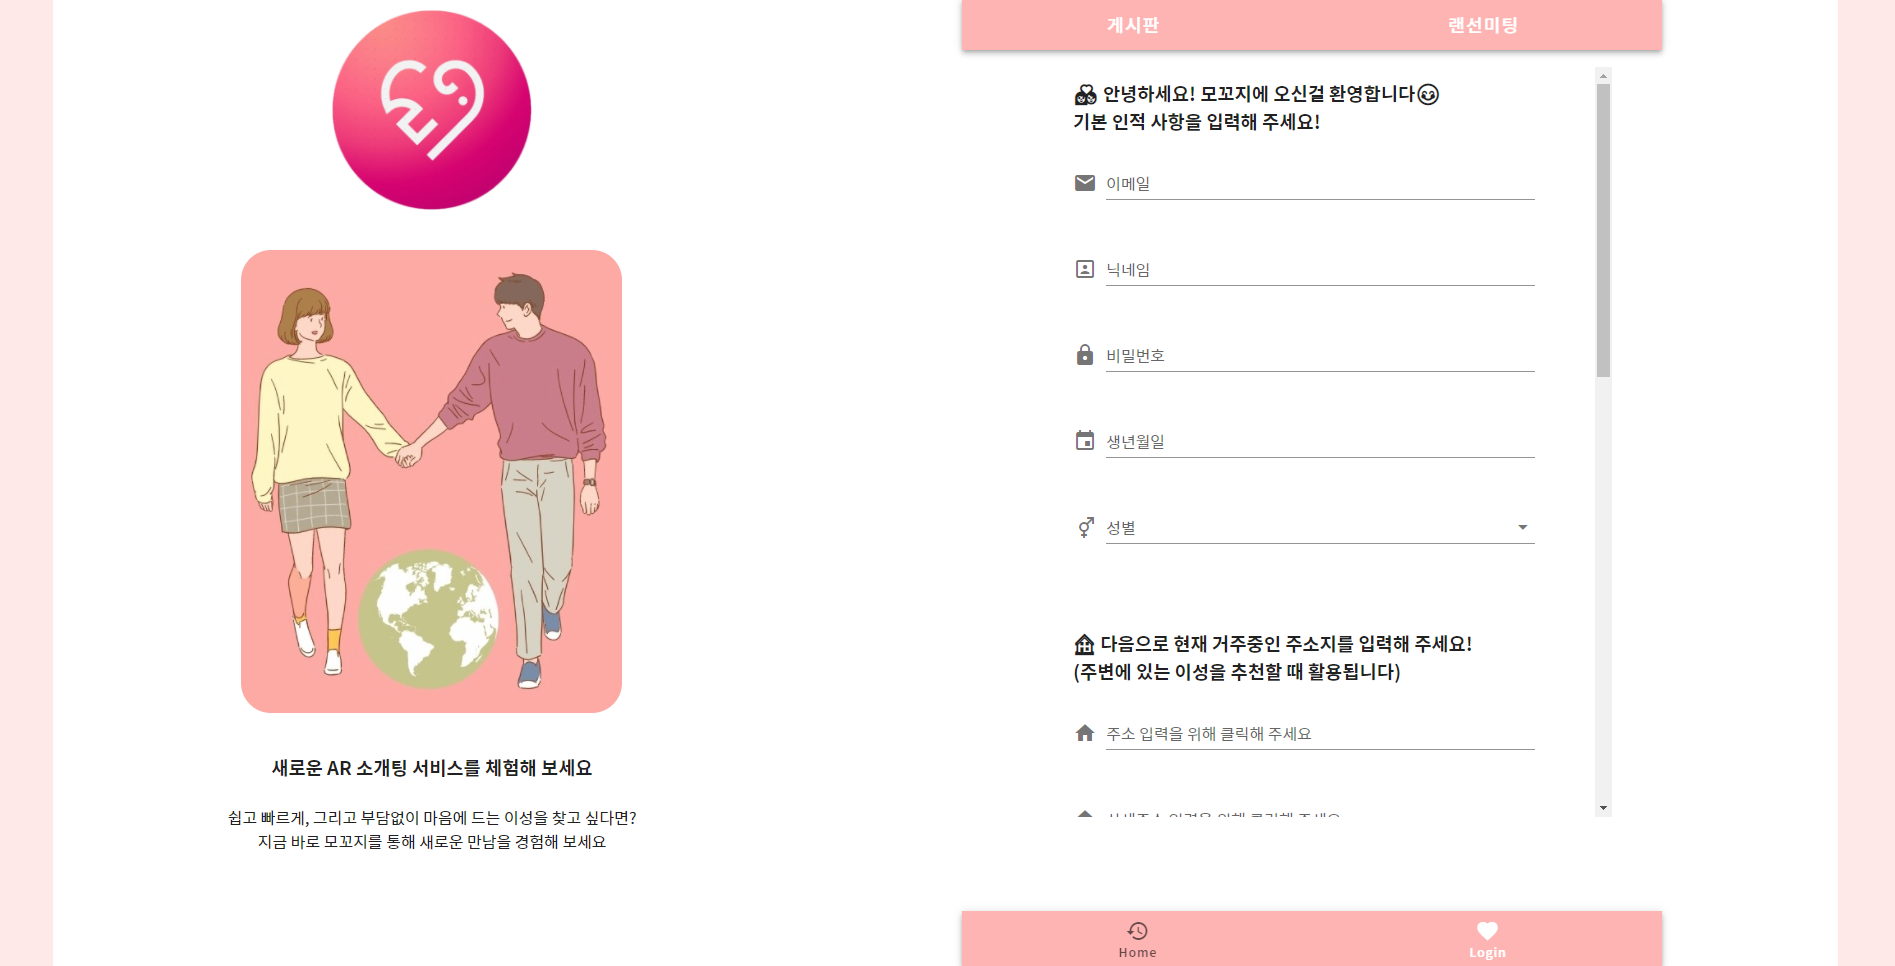 새로운 AR 소개팅 서비스를 체험해 보세요
쉽고 빠르게, 그리고 부담없이 마음에 드는 이성을 찾고 싶다면?
지금 바로 모꼬지를 통해 새로운 만남을 경험해 보세요
게시판
랜선미팅
안녕하세요! 모꼬지에 오신걸 환영합니다
기본 인적 사항을 입력해 주세요!
이메일
닉네임
비밀번호
생년월일
성별
다음으로 현재 거주중인 주소지를 입력해 주세요!
(주변에 있는 이성을 추천할 때 활용됩니다)
주소 입력을 위해 클릭해 주세요
Home
Login